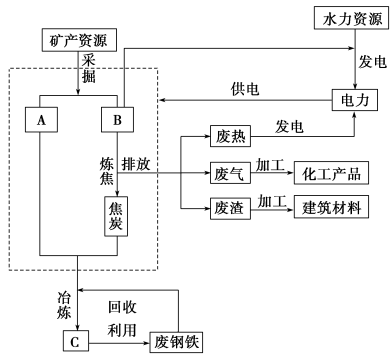 水力资源
矿产资源
采掘
发电
供电
电力
A
B
炼焦
排放
废热
发电
废气
加工
化工产品
焦炭
废渣
加工
建筑材料
冶炼
回收
利用
C
废钢铁